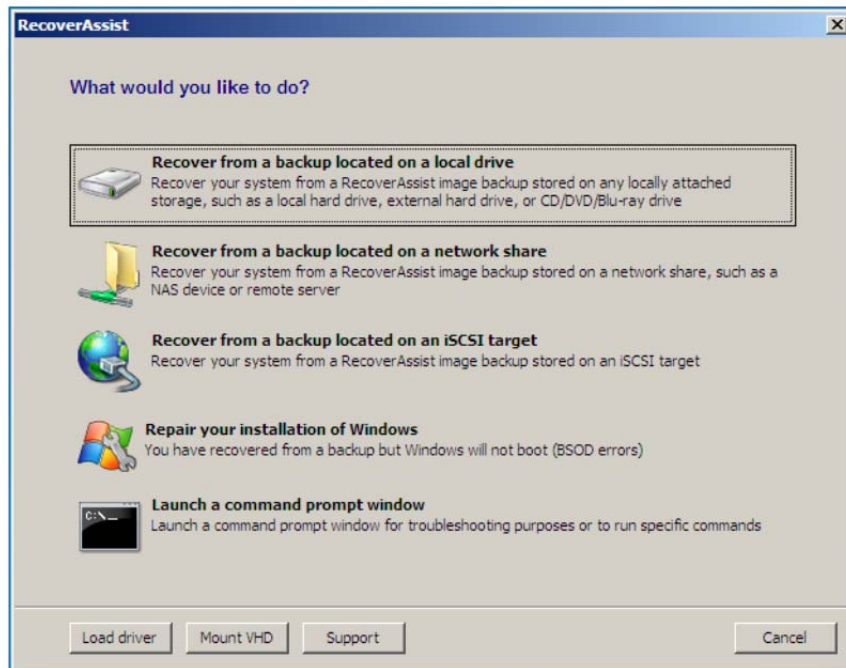 RecoverAssist
What would you like to do?
Recover from a backup located on a local drive
Recover your system from a RecoverAssist image backup stored on any locally attached
storage, such as a local hard drive, external hard drive, or CD/DVD/Blu-ray drive
Recover from a backup located on a network share
Recover your system from a RecoverAssist image backup stored on a network share, such as a
NAS device or remote server
Recover from a backup located on an iSCSI target
Recover your system from a RecoverAssist image backup stored on an iSCSI target
Repair your installation of Windows
You have recovered from a backup but Windows will not boot (BSOD errors)
C:\_
Launch a command prompt window
Launch a command prompt window for troubleshooting purposes or to run specific commands
Load driver Mount VHD Support Cancel